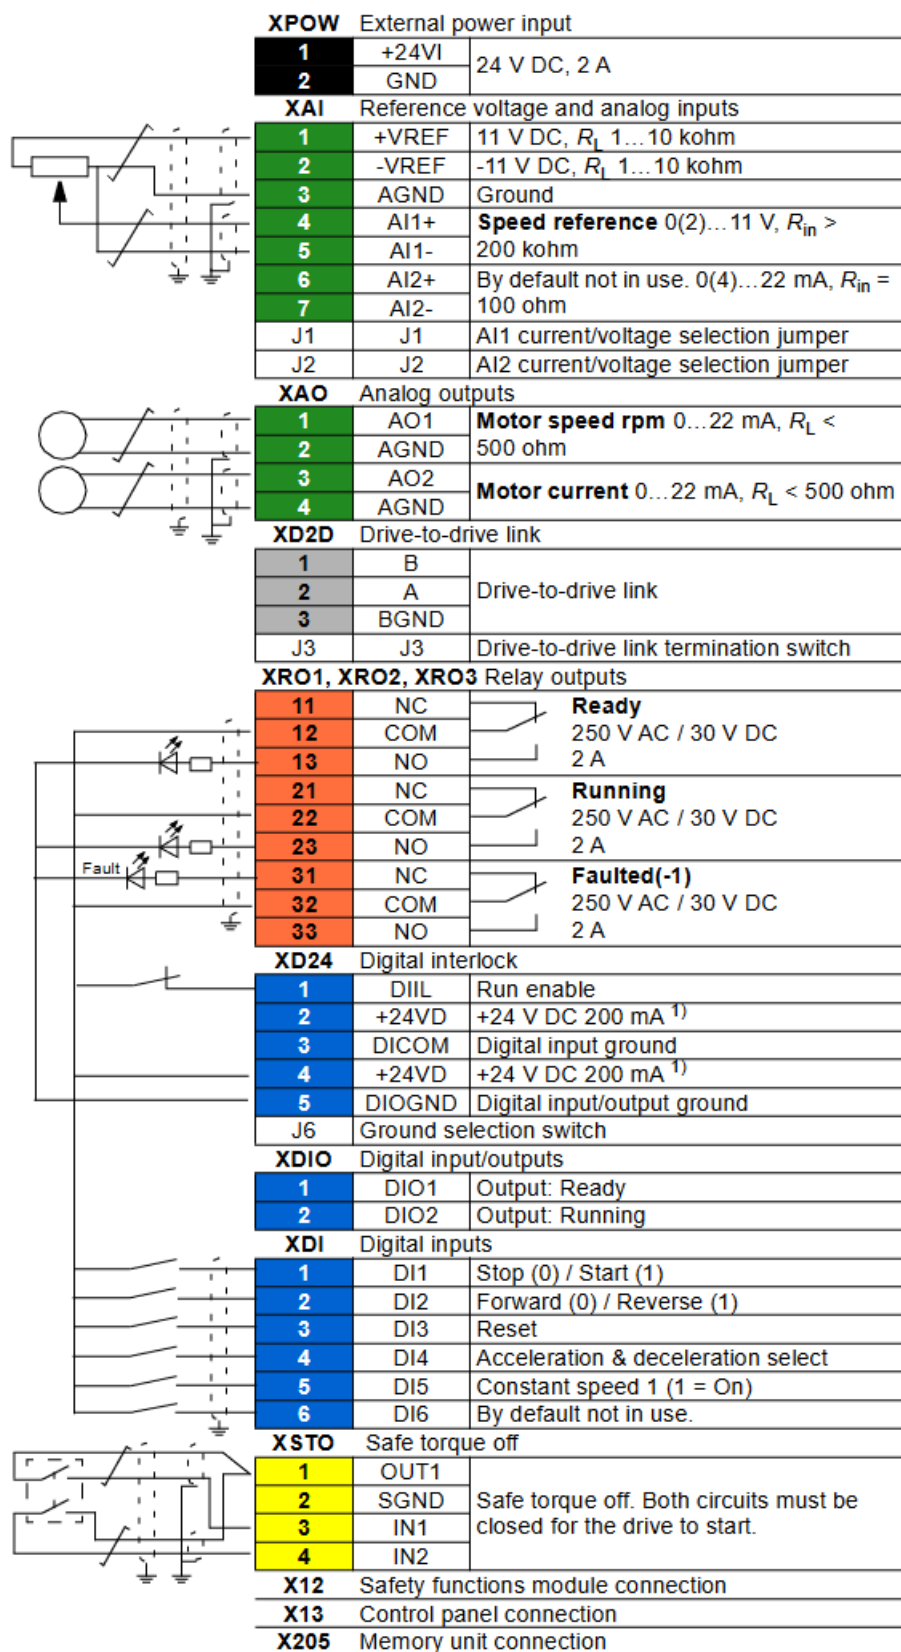 XPOW External power input
1 +24VI 24 V DC, 2 A
2 GND
XAI Reference voltage and analog inputs
1 +VREF 11 V DC, RL 1…10 kohm
2 -VREF -11 V DC, RL 1…10 kohm
3 AGND Ground
4 AI1+ Speed reference 0(2)…11 V, Rin >
5 AI1- 200 kohm
6 AI2+ By default not in use. 0(4)…22 mA, Rin =
7 AI2- 100 ohm
J1 J1 AI1 current/voltage selection jumper
J2 J2 AI2 current/voltage selection jumper
XAO Analog outputs
1 AO1 Motor speed rpm 0…22 mA, RL <
2 AGND 500 ohm
3 AO2 Motor current 0…22 mA, RL < 500 ohm
4 AGND
XD2D Drive-to-drive link
1 B
2 A Drive-to-drive link
3 BGND
J3 J3 Drive-to-drive link termination switch
XRO1, XRO2, XRO3 Relay outputs
11 NC Ready
12 COM 250 V AC / 30 V DC
13 NO 2 A
21 NC Running
22 COM 250 V AC / 30 V DC
23 NO 2 A
Fault 31 NC Faulted(-1)
32 COM 250 V AC / 30 V DC
33 NO 2 A
XD24 Digital interlock
1 DIIL Run enable
2 +24VD +24 V DC 200 mA 1)
3 DICOM Digital input ground
4 +24VD +24 V DC 200 mA 1)
5 DIOGND Digital input/output ground
J6 Ground selection switch
XDIO Digital input/outputs
1 DIO1 Output: Ready
2 DIO2 Output: Running
XDI Digital inputs
1 DI1 Stop (0) / Start (1)
2 DI2 Forward (0) / Reverse (1)
3 DI3 Reset
4 DI4 Acceleration & deceleration select
5 DI5 Constant speed 1 (1 = On)
6 DI6 By default not in use.
XSTO Safe torque off
1 OUT1
2 SGND Safe torque off. Both circuits must be
3 IN1 closed for the drive to start.
4 IN2
X12 Safety functions module connection
X13 Control panel connection
X205 Memory unit connection